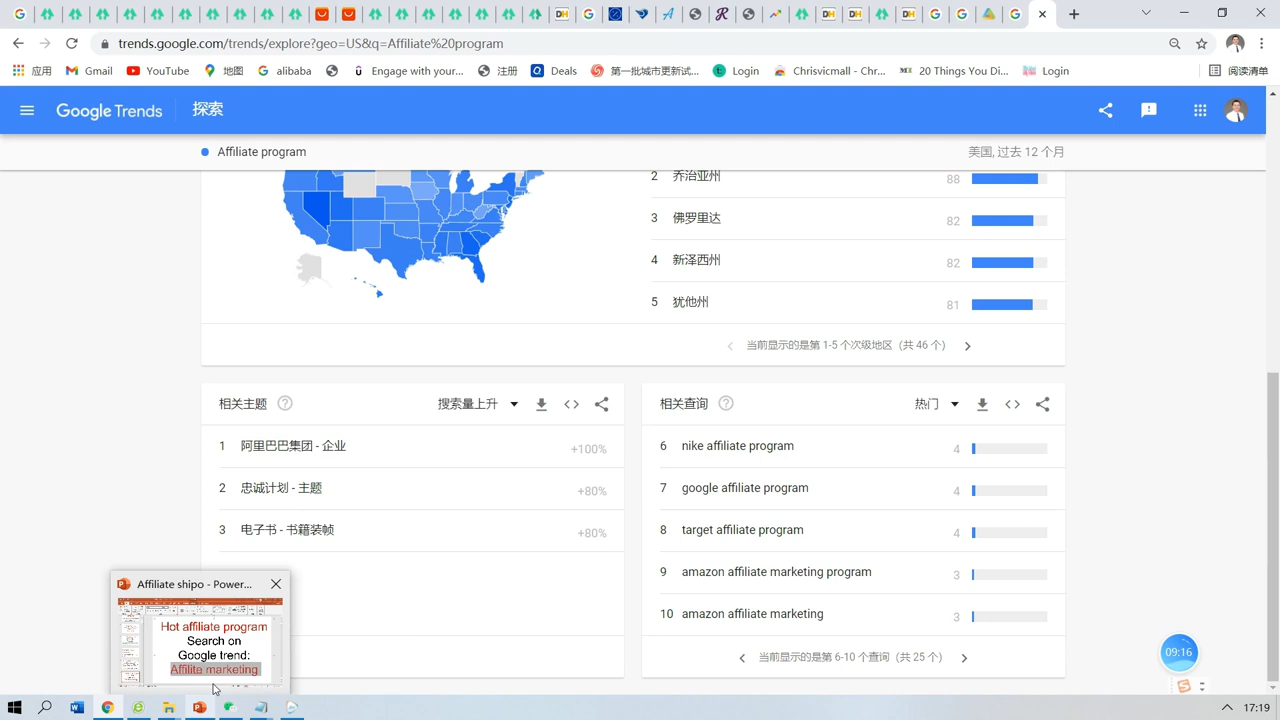 trends.google.com/trends/explore?geo=US&q=Affiliate%20program
应用
Gmail
YouTube
地图
alibaba
Engage with your...
注册
Deals
第一批城市更新试...
Login
Chrisvicmall - Chr...
20 Things You Di...
Login
阅读清单
Google Trends
探索
Affiliate program
美国, 过去 12 个月
2 乔治亚州 88
3 佛罗里达 82
4 新泽西州 82
5 犹他州 81
当前显示的是第 1-5 个次级地区（共 46 个）
相关主题
搜索量上升
1 阿里巴巴集团 - 企业 +100%
2 忠诚计划 - 主题 +80%
3 电子书 - 书籍装帧 +80%
相关查询
热门
6 nike affiliate program 4
7 google affiliate program 4
8 target affiliate program 4
9 amazon affiliate marketing program 3
10 amazon affiliate marketing 3
当前显示的是第 6-10 个查询（共 25 个）
Affiliate shipo - Power...
Hot affiliate program
Search on
Google trend:
Affilite marketing
09:16
17:19